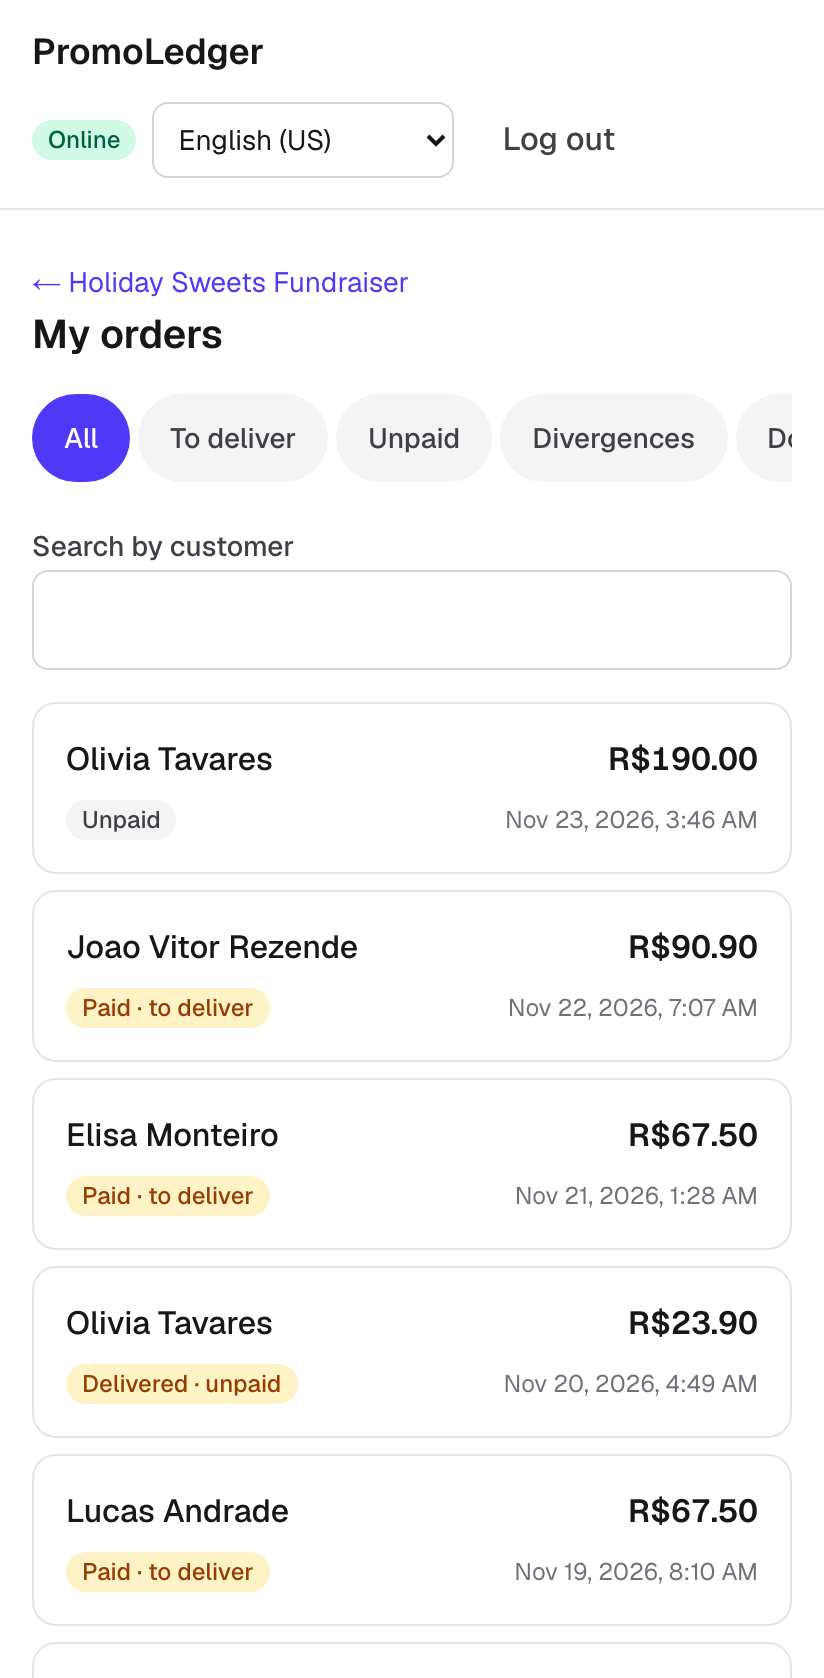 PromoLedger
Online
English (US)
Log out
← Holiday Sweets Fundraiser
My orders
All
To deliver
Unpaid
Divergences
Search by customer
Olivia Tavares
R$190.00
Unpaid
Nov 23, 2026, 3:46 AM
Joao Vitor Rezende
R$90.90
Paid · to deliver
Nov 22, 2026, 7:07 AM
Elisa Monteiro
R$67.50
Paid · to deliver
Nov 21, 2026, 1:28 AM
Olivia Tavares
R$23.90
Delivered · unpaid
Nov 20, 2026, 4:49 AM
Lucas Andrade
R$67.50
Paid · to deliver
Nov 19, 2026, 8:10 AM